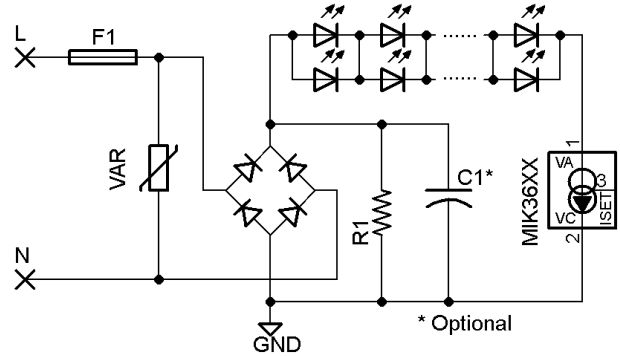 L
F1
VAR
N
GND
R1
C1*
* Optional
MIK36XX
1
VA
3
ISET
VC
2